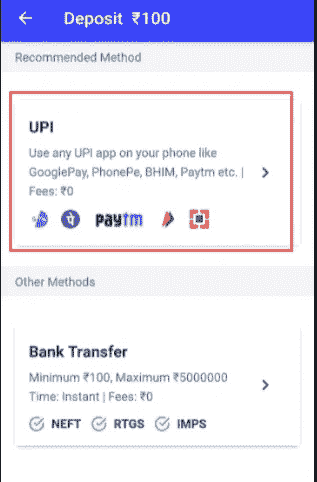 Deposit ₹100
Recommended Method
UPI
Use any UPI app on your phone like
GooglePay, PhonePe, BHIM, Paytm etc. |
Fees: ₹0
paytm
Other Methods
Bank Transfer
Minimum ₹100, Maximum ₹5000000
Time: Instant | Fees: ₹0
NEFT RTGS IMPS